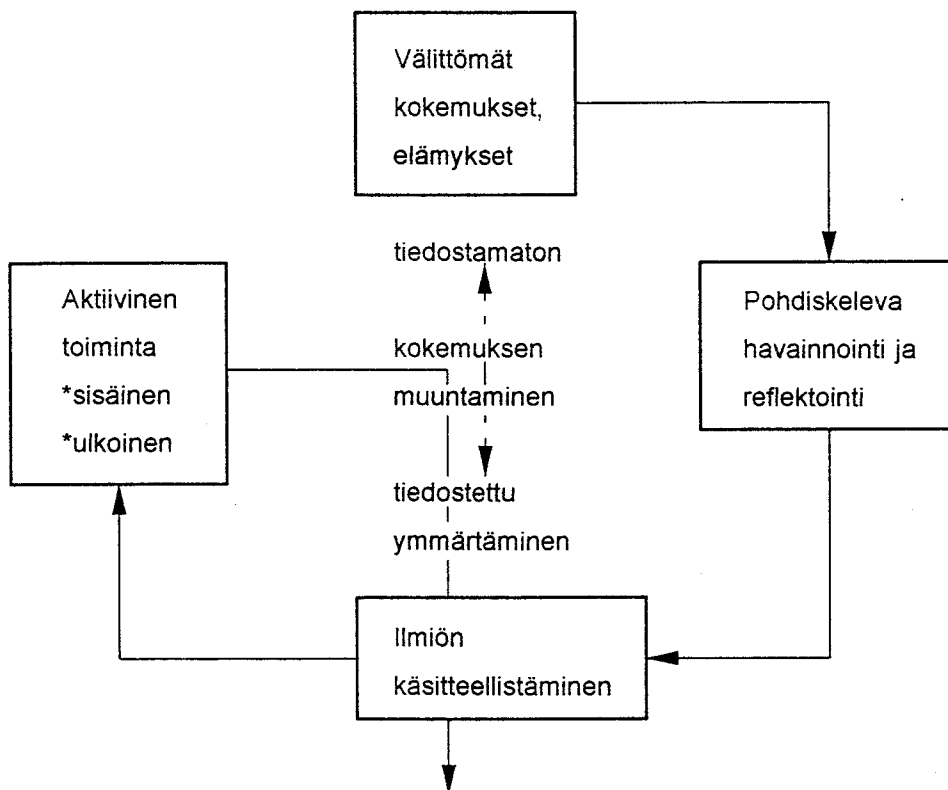 Välittömät
kokemukset,
elämykset
tiedostamaton
kokemuksen
muuntaminen
tiedostettu
ymmärtäminen
Aktiivinen
toiminta
*sisäinen
*ulkoinen
Pohdiskeleva
havainnointi ja
reflektointi
Ilmiön
käsitteellistäminen